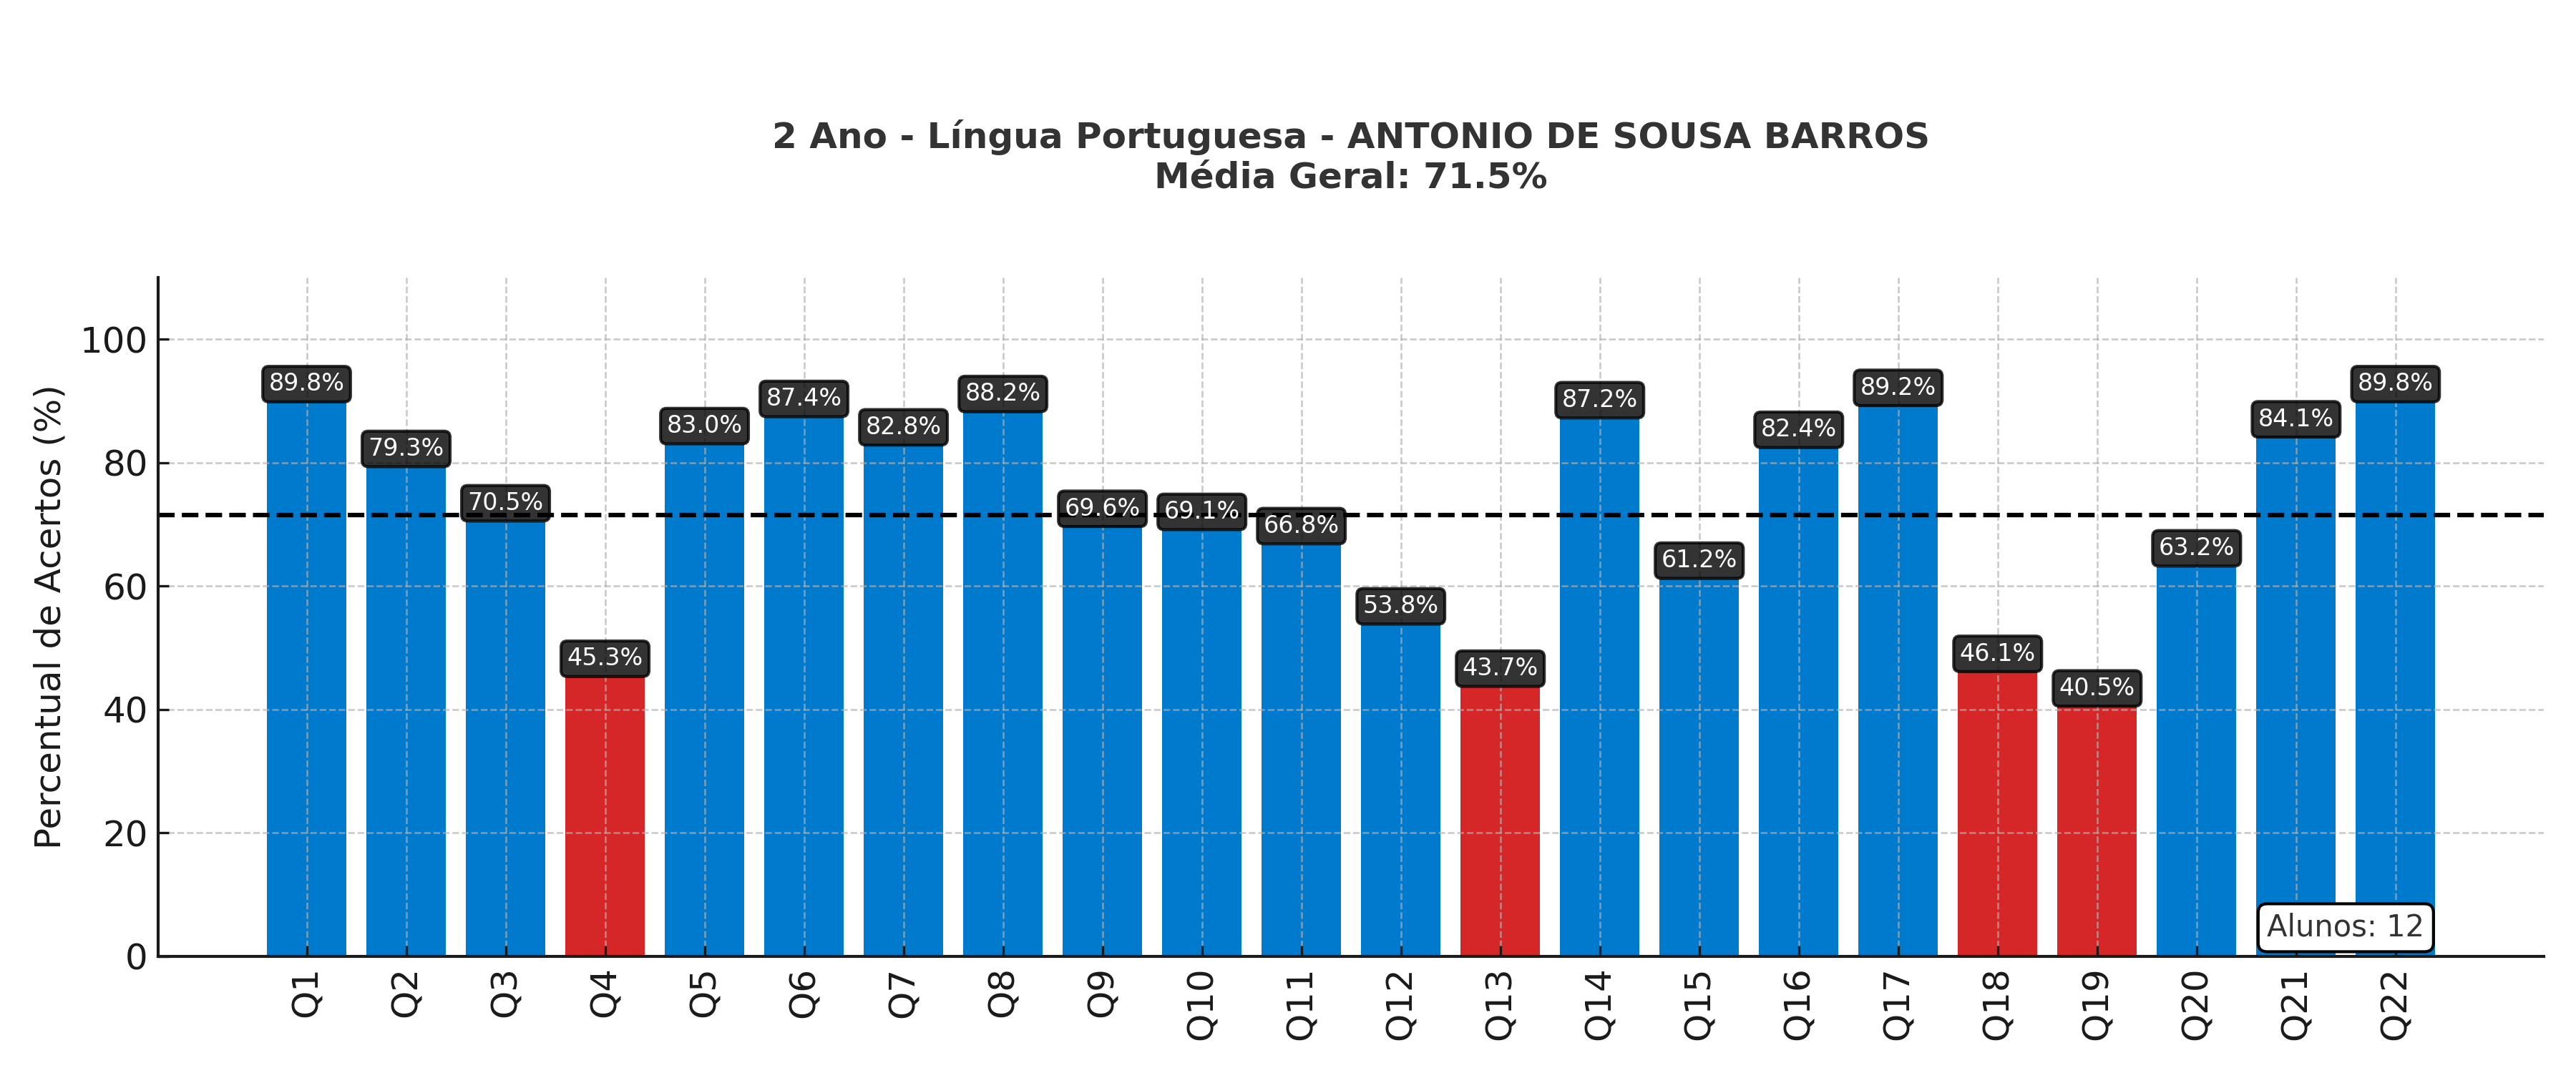 2 Ano - Língua Portuguesa - ANTONIO DE SOUSA BARROS
Média Geral: 71.5%
Percentual de Acertos (%)
100
80
60
40
20
0
89.8%
79.3%
70.5%
45.3%
83.0%
87.4%
82.8%
88.2%
69.6%
69.1%
66.8%
53.8%
43.7%
87.2%
61.2%
82.4%
89.2%
46.1%
40.5%
63.2%
84.1%
89.8%
Alunos: 12
Q1
Q2
Q3
Q4
Q5
Q6
Q7
Q8
Q9
Q10
Q11
Q12
Q13
Q14
Q15
Q16
Q17
Q18
Q19
Q20
Q21
Q22